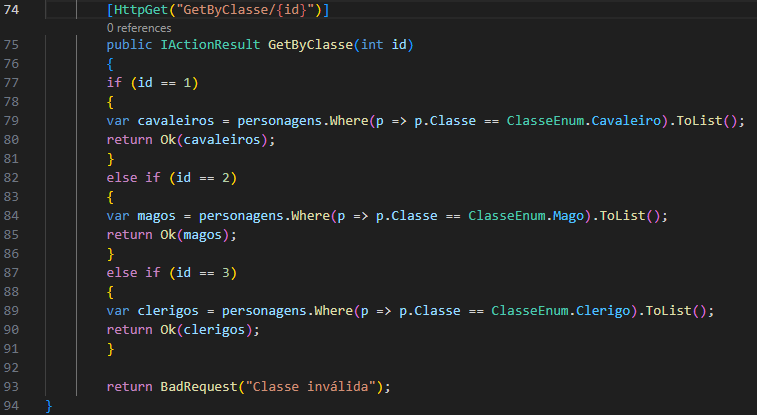 74 [HttpGet("GetByClasse/{id}")]
0 references
75 public IActionResult GetByClasse(int id)
76 {
77 if (id == 1)
78 {
79 var cavaleiros = personagens.Where(p => p.Classe == ClasseEnum.Cavaleiro).ToList();
80 return Ok(cavaleiros);
81 }
82 else if (id == 2)
83 {
84 var magos = personagens.Where(p => p.Classe == ClasseEnum.Mago).ToList();
85 return Ok(magos);
86 }
87 else if (id == 3)
88 {
89 var clerigos = personagens.Where(p => p.Classe == ClasseEnum.Clerigo).ToList();
90 return Ok(clerigos);
91 }
92
93 return BadRequest("Classe inválida");
94 }